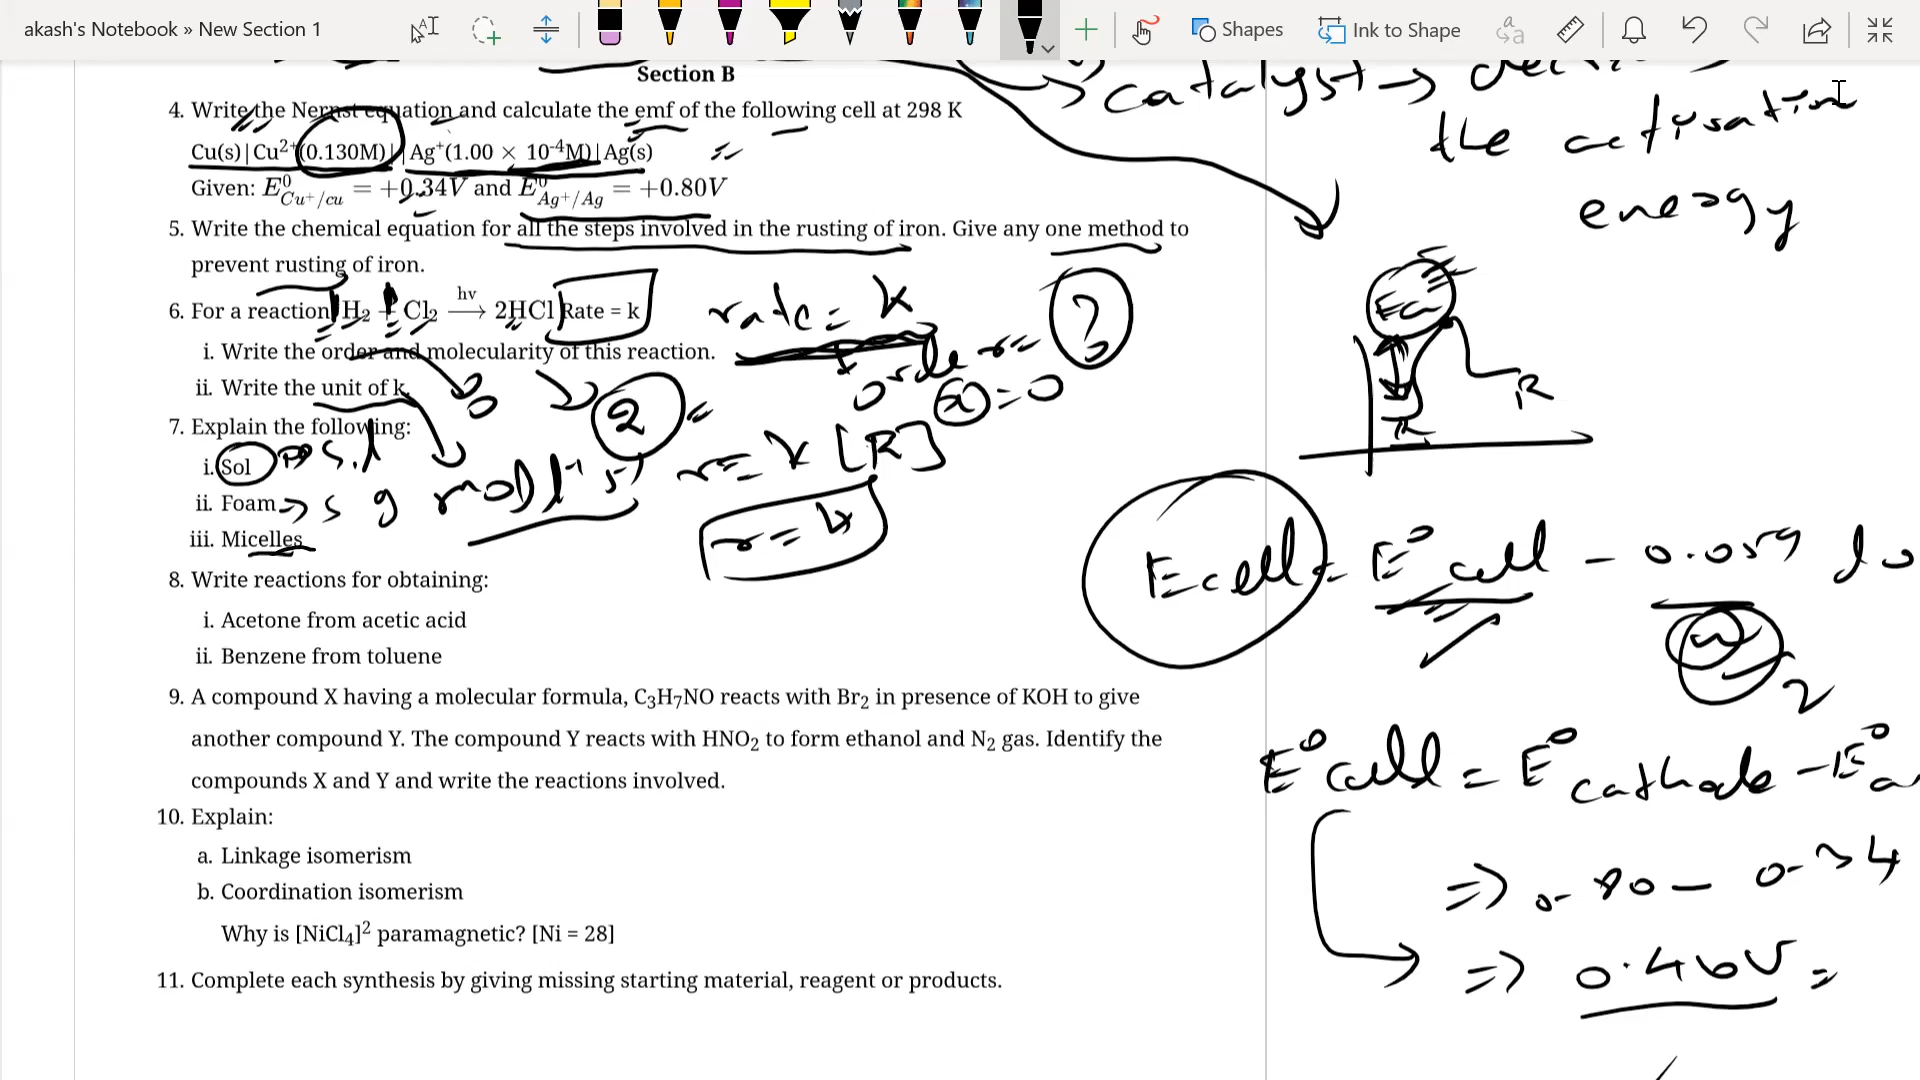 akash's Notebook » New Section 1
Shapes
Ink to Shape
Section B
4. Write the Nernst equation and calculate the emf of the following cell at 298 K
Cu(s)|Cu²⁺(0.130M)||Ag⁺(1.00 × 10⁻⁴M)|Ag(s)
Given: E⁰Cu⁺/cu = +0.34V and E⁰Ag⁺/Ag = +0.80V
5. Write the chemical equation for all the steps involved in the rusting of iron. Give any one method to
prevent rusting of iron.
6. For a reaction H₂ + Cl₂ hv → 2HCl Rate = k
i. Write the order and molecularity of this reaction.
ii. Write the unit of k.
7. Explain the following:
i. Sol
ii. Foam
iii. Micelles
8. Write reactions for obtaining:
i. Acetone from acetic acid
ii. Benzene from toluene
9. A compound X having a molecular formula, C₃H₇NO reacts with Br₂ in presence of KOH to give
another compound Y. The compound Y reacts with HNO₂ to form ethanol and N₂ gas. Identify the
compounds X and Y and write the reactions involved.
10. Explain:
a. Linkage isomerism
b. Coordination isomerism
Why is [NiCl₄]² paramagnetic? [Ni = 28]
11. Complete each synthesis by giving missing starting material, reagent or products.
catalyst →
the activation
energy
Ea
R
rate = k
order = ?
= 0
0
2
r = k [R]
mol l⁻¹ s⁻¹
→ s g
r = k
Ecell = E⁰cell - 0.059
2
E⁰cell = E⁰cathode - E⁰
⇒ 0.80 - 0.34
⇒ 0.46V =